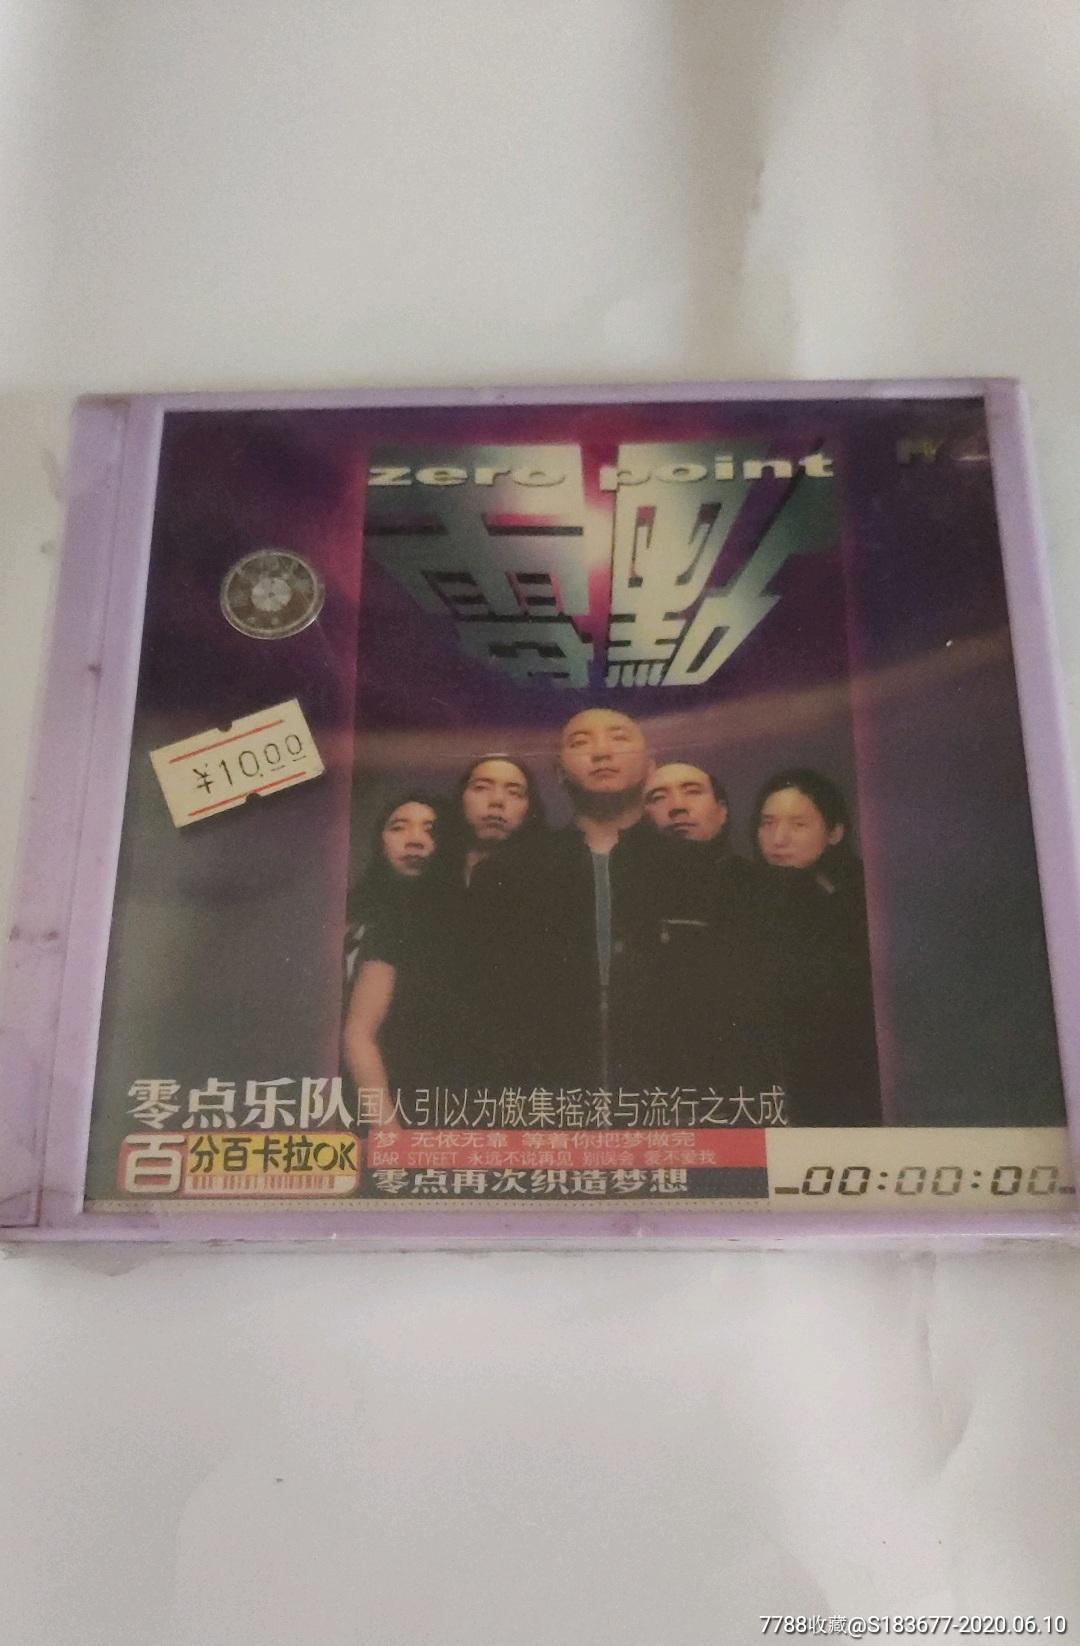 zero point
零點
¥10.00
零点乐队国人引以为傲集摇滚与流行之大成
百分百卡拉OK
梦 无依无靠 等着你把梦做完
BAR STYEET 永远不说再见 别误会 爱不爱我
零点再次织造梦想
00:00:00
7788收藏@S183677-2020.06.10